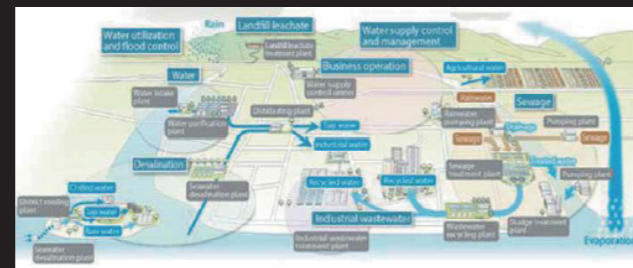 Rain
Landfill leachate
Water utilization
and flood control
Landfill leachate
treatment plant
Water supply control
and management
Business operation
Water
Water supply
control center
Agricultural water
Water intake
plant
Rainwater
Sewage
Distributing plant
Rainwater
pumping plant
Pumping plant
Water purification
plant
Tap water
Drainage
Sewage
Sewage
Industrial water
Desalination
Sewage
treatment plant
Treated water
Seawater
desalination plant
Recycled water
Recycled water
Pumping plant
Chilled water
Tap water
Raw water
Industrial wastewater
Wastewater
recycling plant
Sludge treatment
plant
Evaporation
Industrial wastewater
treatment plant
Seawater
desalination plant